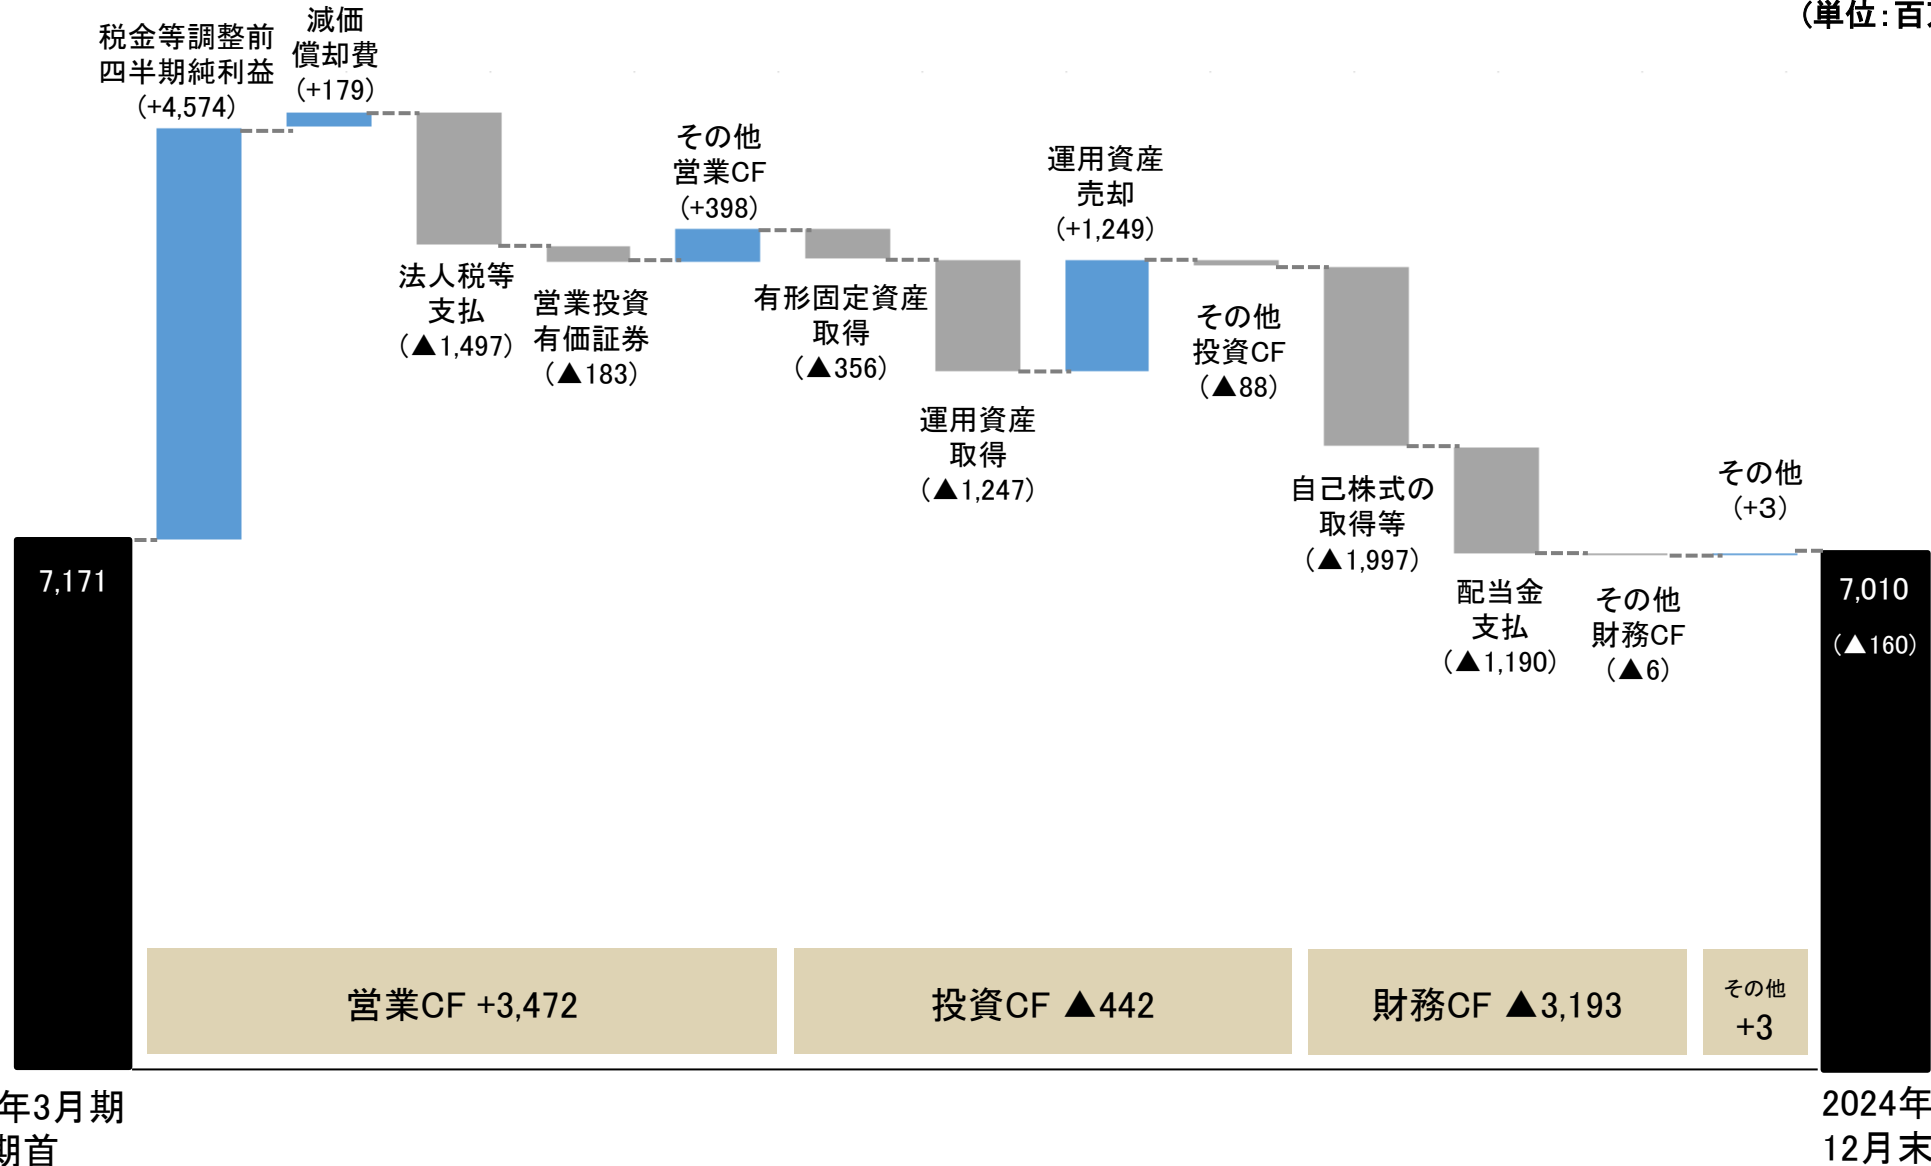 (単位:百
税金等調整前
四半期純利益
(+4,574)
減価
償却費
(+179)
法人税等
支払
(▲1,497)
営業投資
有価証券
(▲183)
その他
営業CF
(+398)
有形固定資産
取得
(▲356)
運用資産
取得
(▲1,247)
運用資産
売却
(+1,249)
その他
投資CF
(▲88)
自己株式の
取得等
(▲1,997)
配当金
支払
(▲1,190)
その他
財務CF
(▲6)
その他
(+3)
7,171
7,010
(▲160)
営業CF +3,472
投資CF ▲442
財務CF ▲3,193
その他
+3
年3月期
期首
2024年
12月末